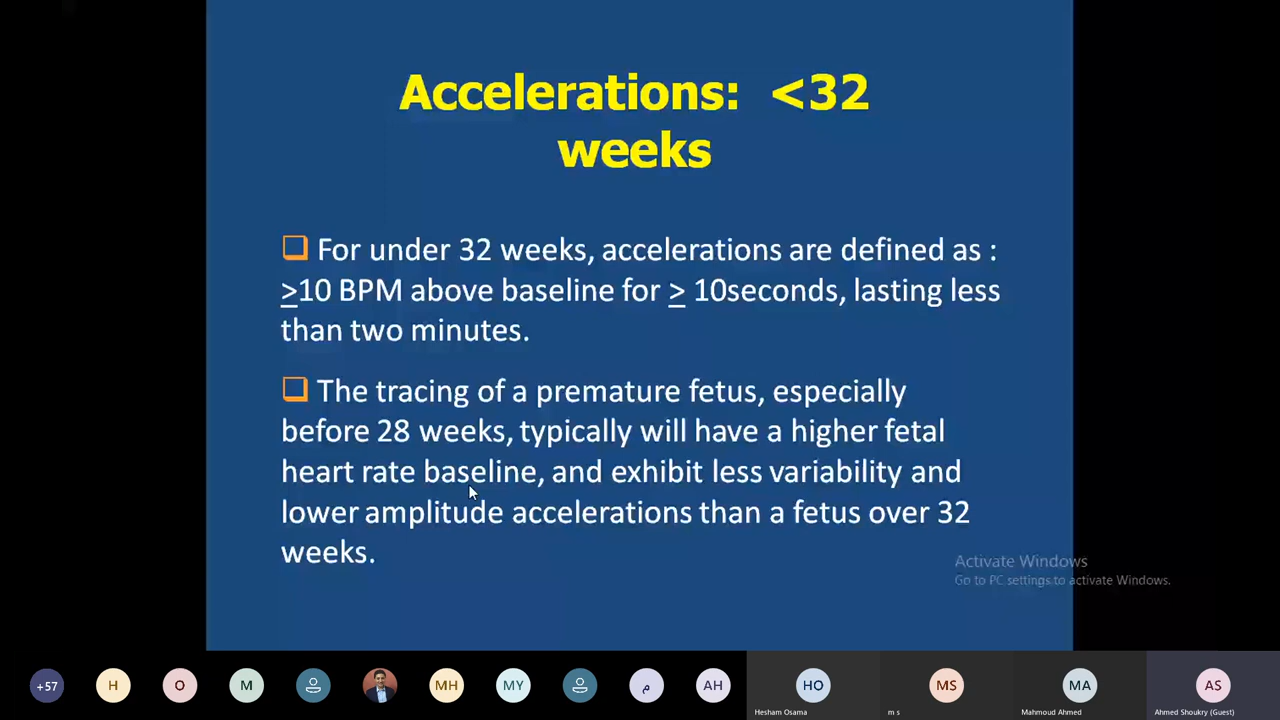 Accelerations: <32
weeks
❑ For under 32 weeks, accelerations are defined as :
>10 BPM above baseline for > 10seconds, lasting less
than two minutes.
❑ The tracing of a premature fetus, especially
before 28 weeks, typically will have a higher fetal
heart rate baseline, and exhibit less variability and
lower amplitude accelerations than a fetus over 32
weeks.
Activate Windows
Go to PC settings to activate Windows.
+57 H O M MH MY م AH HO MS MA AS
Hesham Osama m s Mahmoud Ahmed Ahmed Shoukry (Guest)